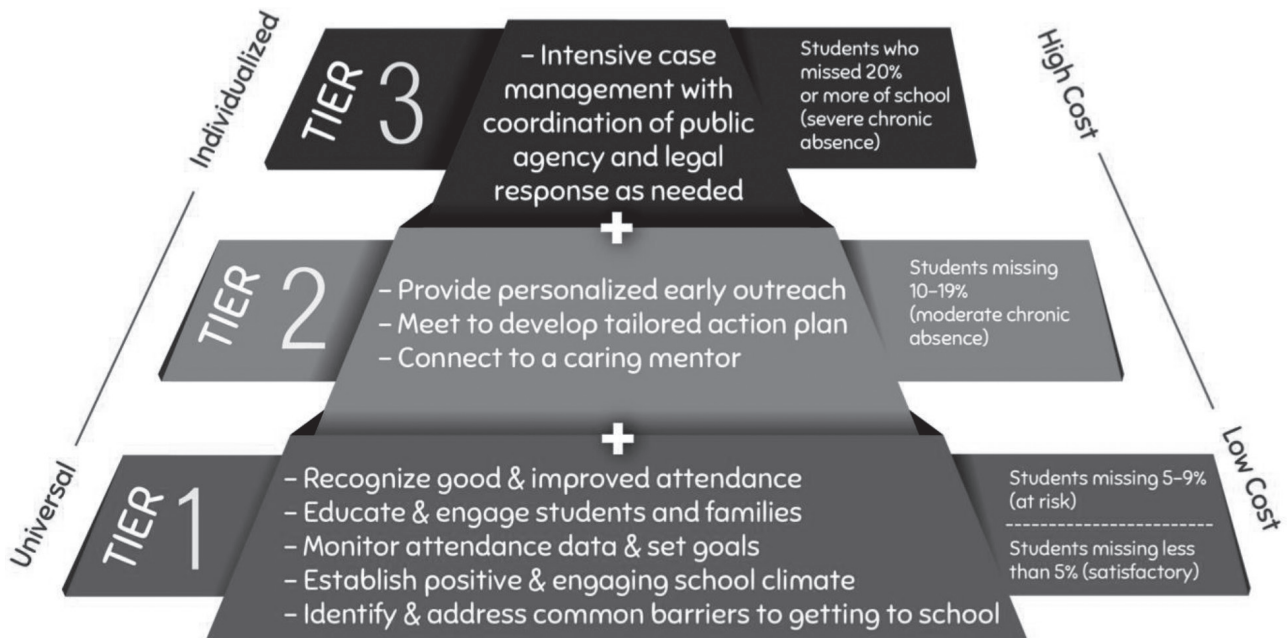 Individualized
TIER 3
– Intensive case
management with
coordination of public
agency and legal
response as needed
Students who
missed 20%
or more of school
(severe chronic
absence)
High Cost
+
TIER 2
– Provide personalized early outreach
– Meet to develop tailored action plan
– Connect to a caring mentor
Students missing
10–19%
(moderate chronic
absence)
+
Universal
TIER 1
– Recognize good & improved attendance
– Educate & engage students and families
– Monitor attendance data & set goals
– Establish positive & engaging school climate
– Identify & address common barriers to getting to school
Students missing 5–9%
(at risk)
Students missing less
than 5% (satisfactory)
Low Cost